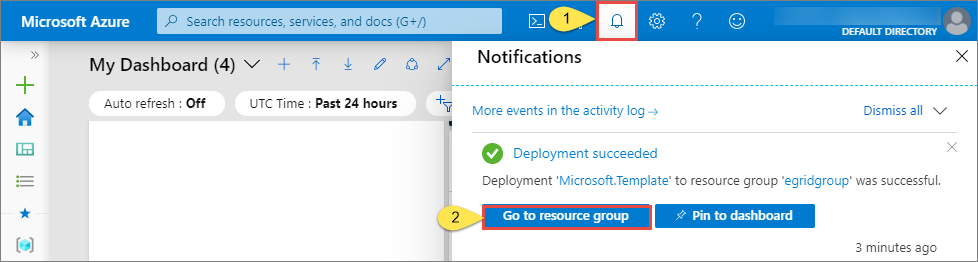 Microsoft Azure
Search resources, services, and docs (G+/)
1
DEFAULT DIRECTORY
»
My Dashboard (4)
Notifications
Auto refresh : Off
UTC Time : Past 24 hours
More events in the activity log →
Dismiss all
Deployment succeeded
Deployment 'Microsoft.Template' to resource group 'egridgroup' was successful.
2
Go to resource group
Pin to dashboard
3 minutes ago